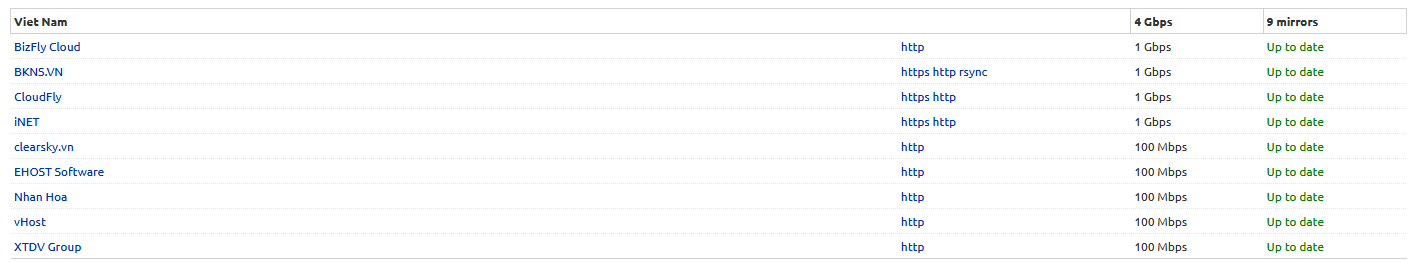 Viet Nam 4 Gbps 9 mirrors
BizFly Cloud http 1 Gbps Up to date
BKNS.VN https http rsync 1 Gbps Up to date
CloudFly https http 1 Gbps Up to date
iNET https http 1 Gbps Up to date
clearsky.vn http 100 Mbps Up to date
EHOST Software http 100 Mbps Up to date
Nhan Hoa http 100 Mbps Up to date
vHost http 100 Mbps Up to date
XTDV Group http 100 Mbps Up to date